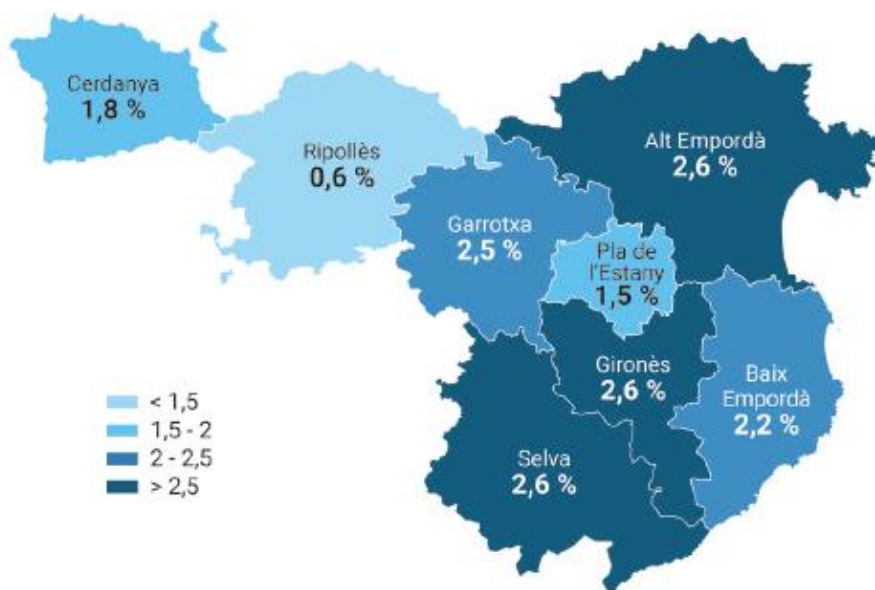 Cerdanya
1,8 %
Ripollès
0,6 %
Alt Empordà
2,6 %
Garrotxa
2,5 %
Pla de
l'Estany
1,5 %
Gironès
2,6 %
Baix
Empordà
2,2 %
Selva
2,6 %
< 1,5
1,5 - 2
2 - 2,5
> 2,5